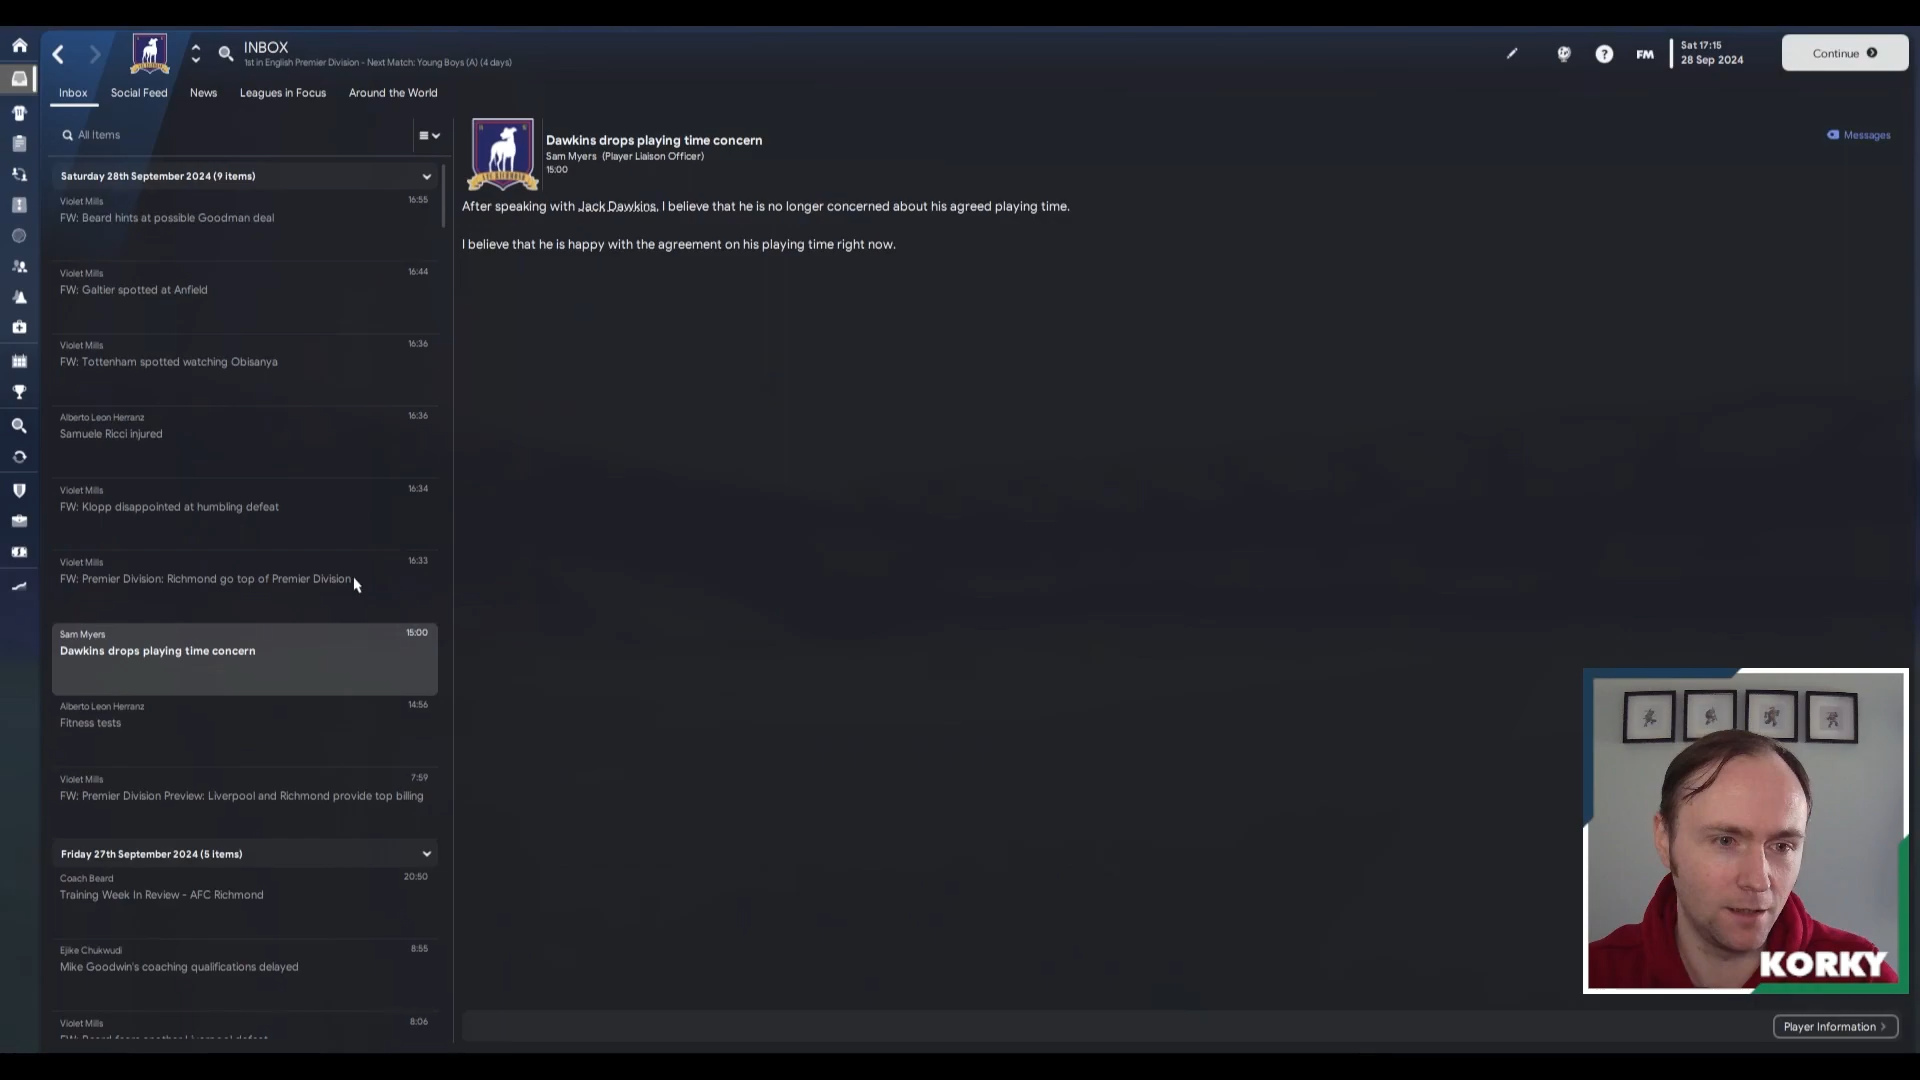 INBOX
1st in English Premier Division - Next Match: Young Boys (A) (4 days)
FM
Sat 17:15
28 Sep 2024
Continue
Inbox
Social Feed
News
Leagues in Focus
Around the World
All Items
Saturday 28th September 2024 (9 items)
Violet Mills
16:55
FW: Beard hints at possible Goodman deal
Violet Mills
16:44
FW: Galtier spotted at Anfield
Violet Mills
16:36
FW: Tottenham spotted watching Obisanya
Alberto Leon Herranz
16:36
Samuele Ricci injured
Violet Mills
16:34
FW: Klopp disappointed at humbling defeat
Violet Mills
16:33
FW: Premier Division: Richmond go top of Premier Division
Sam Myers
15:00
Dawkins drops playing time concern
Alberto Leon Herranz
14:56
Fitness tests
Violet Mills
7:59
FW: Premier Division Preview: Liverpool and Richmond provide top billing
Friday 27th September 2024 (5 items)
Coach Beard
20:50
Training Week In Review - AFC Richmond
Ejike Chukwudi
8:55
Mike Goodwin's coaching qualifications delayed
Violet Mills
8:06
Dawkins drops playing time concern
Sam Myers (Player Liaison Officer)
15:00
Messages
After speaking with Jack Dawkins, I believe that he is no longer concerned about his agreed playing time.
I believe that he is happy with the agreement on his playing time right now.
KORKY
Player Information